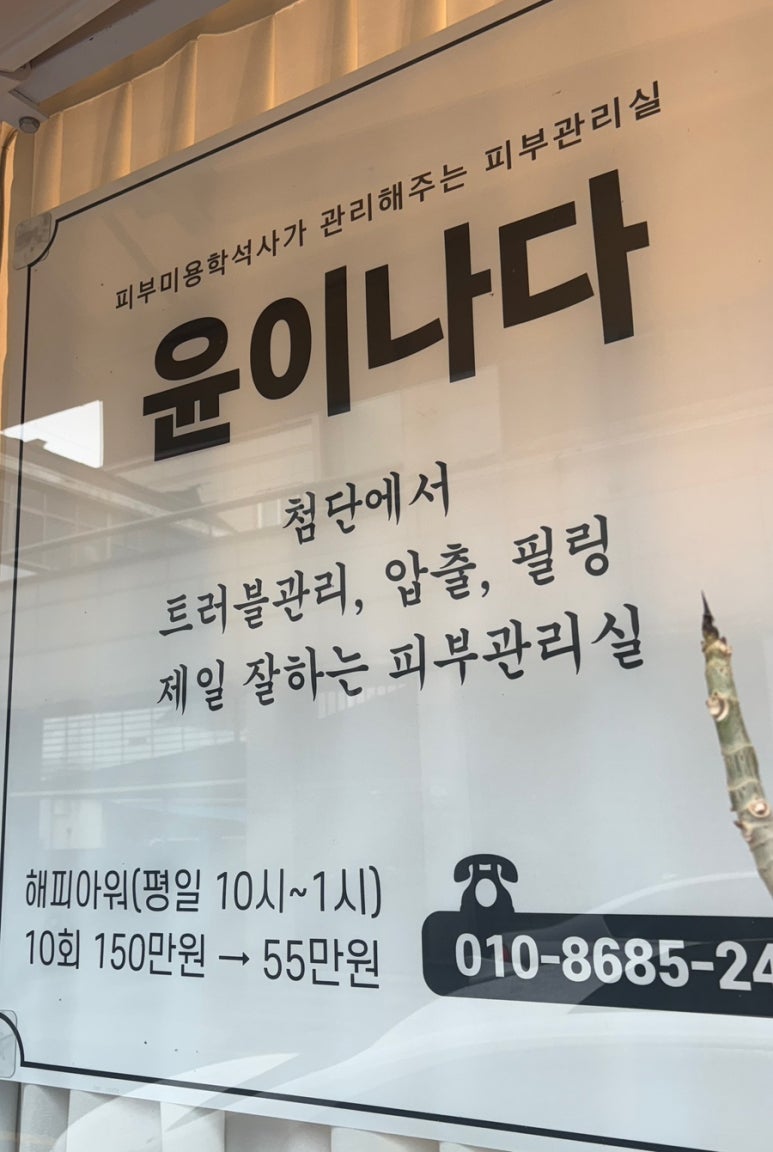 피부미용학석사가 관리해주는 피부관리실
윤이나다
첨단에서
트러블관리, 압출, 필링
제일 잘하는 피부관리실
해피아워(평일 10시~1시)
10회 150만원 → 55만원
010-8685-24